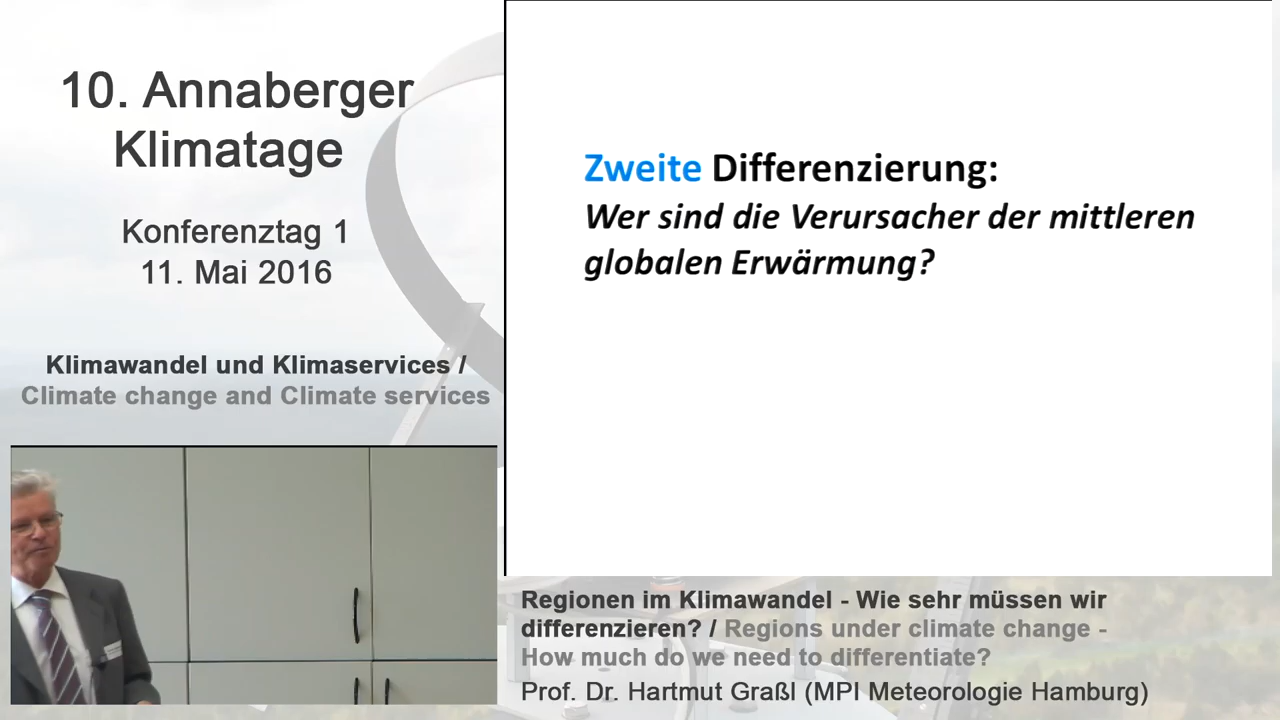 10. Annaberger
Klimatage
Konferenztag 1
11. Mai 2016
Klimawandel und Klimaservices /
Climate change and Climate services
Zweite Differenzierung:
Wer sind die Verursacher der mittleren
globalen Erwärmung?
Regionen im Klimawandel - Wie sehr müssen wir
differenzieren? / Regions under climate change -
How much do we need to differentiate?
Prof. Dr. Hartmut Graßl (MPI Meteorologie Hamburg)